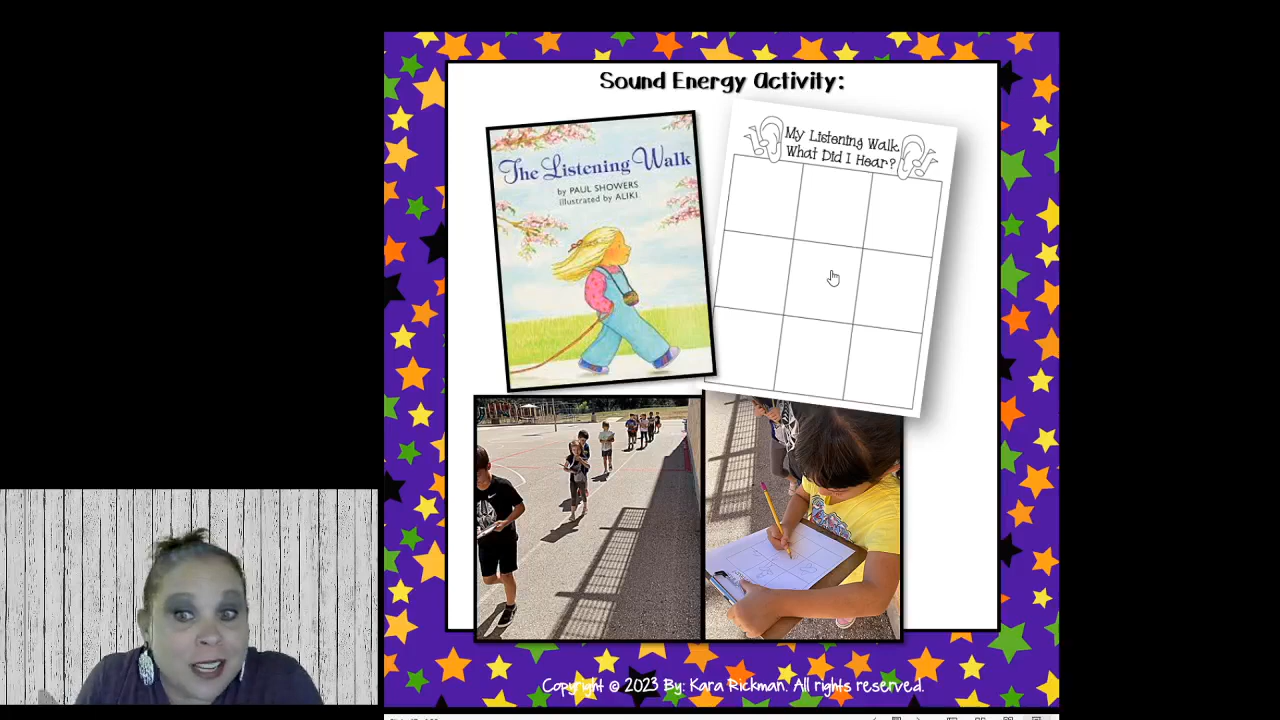 Sound Energy Activity:
The Listening Walk
by PAUL SHOWERS
illustrated by ALIKI
My Listening Walk
What Did I Hear?
Copyright © 2023 By: Kara Rickman. All rights reserved.